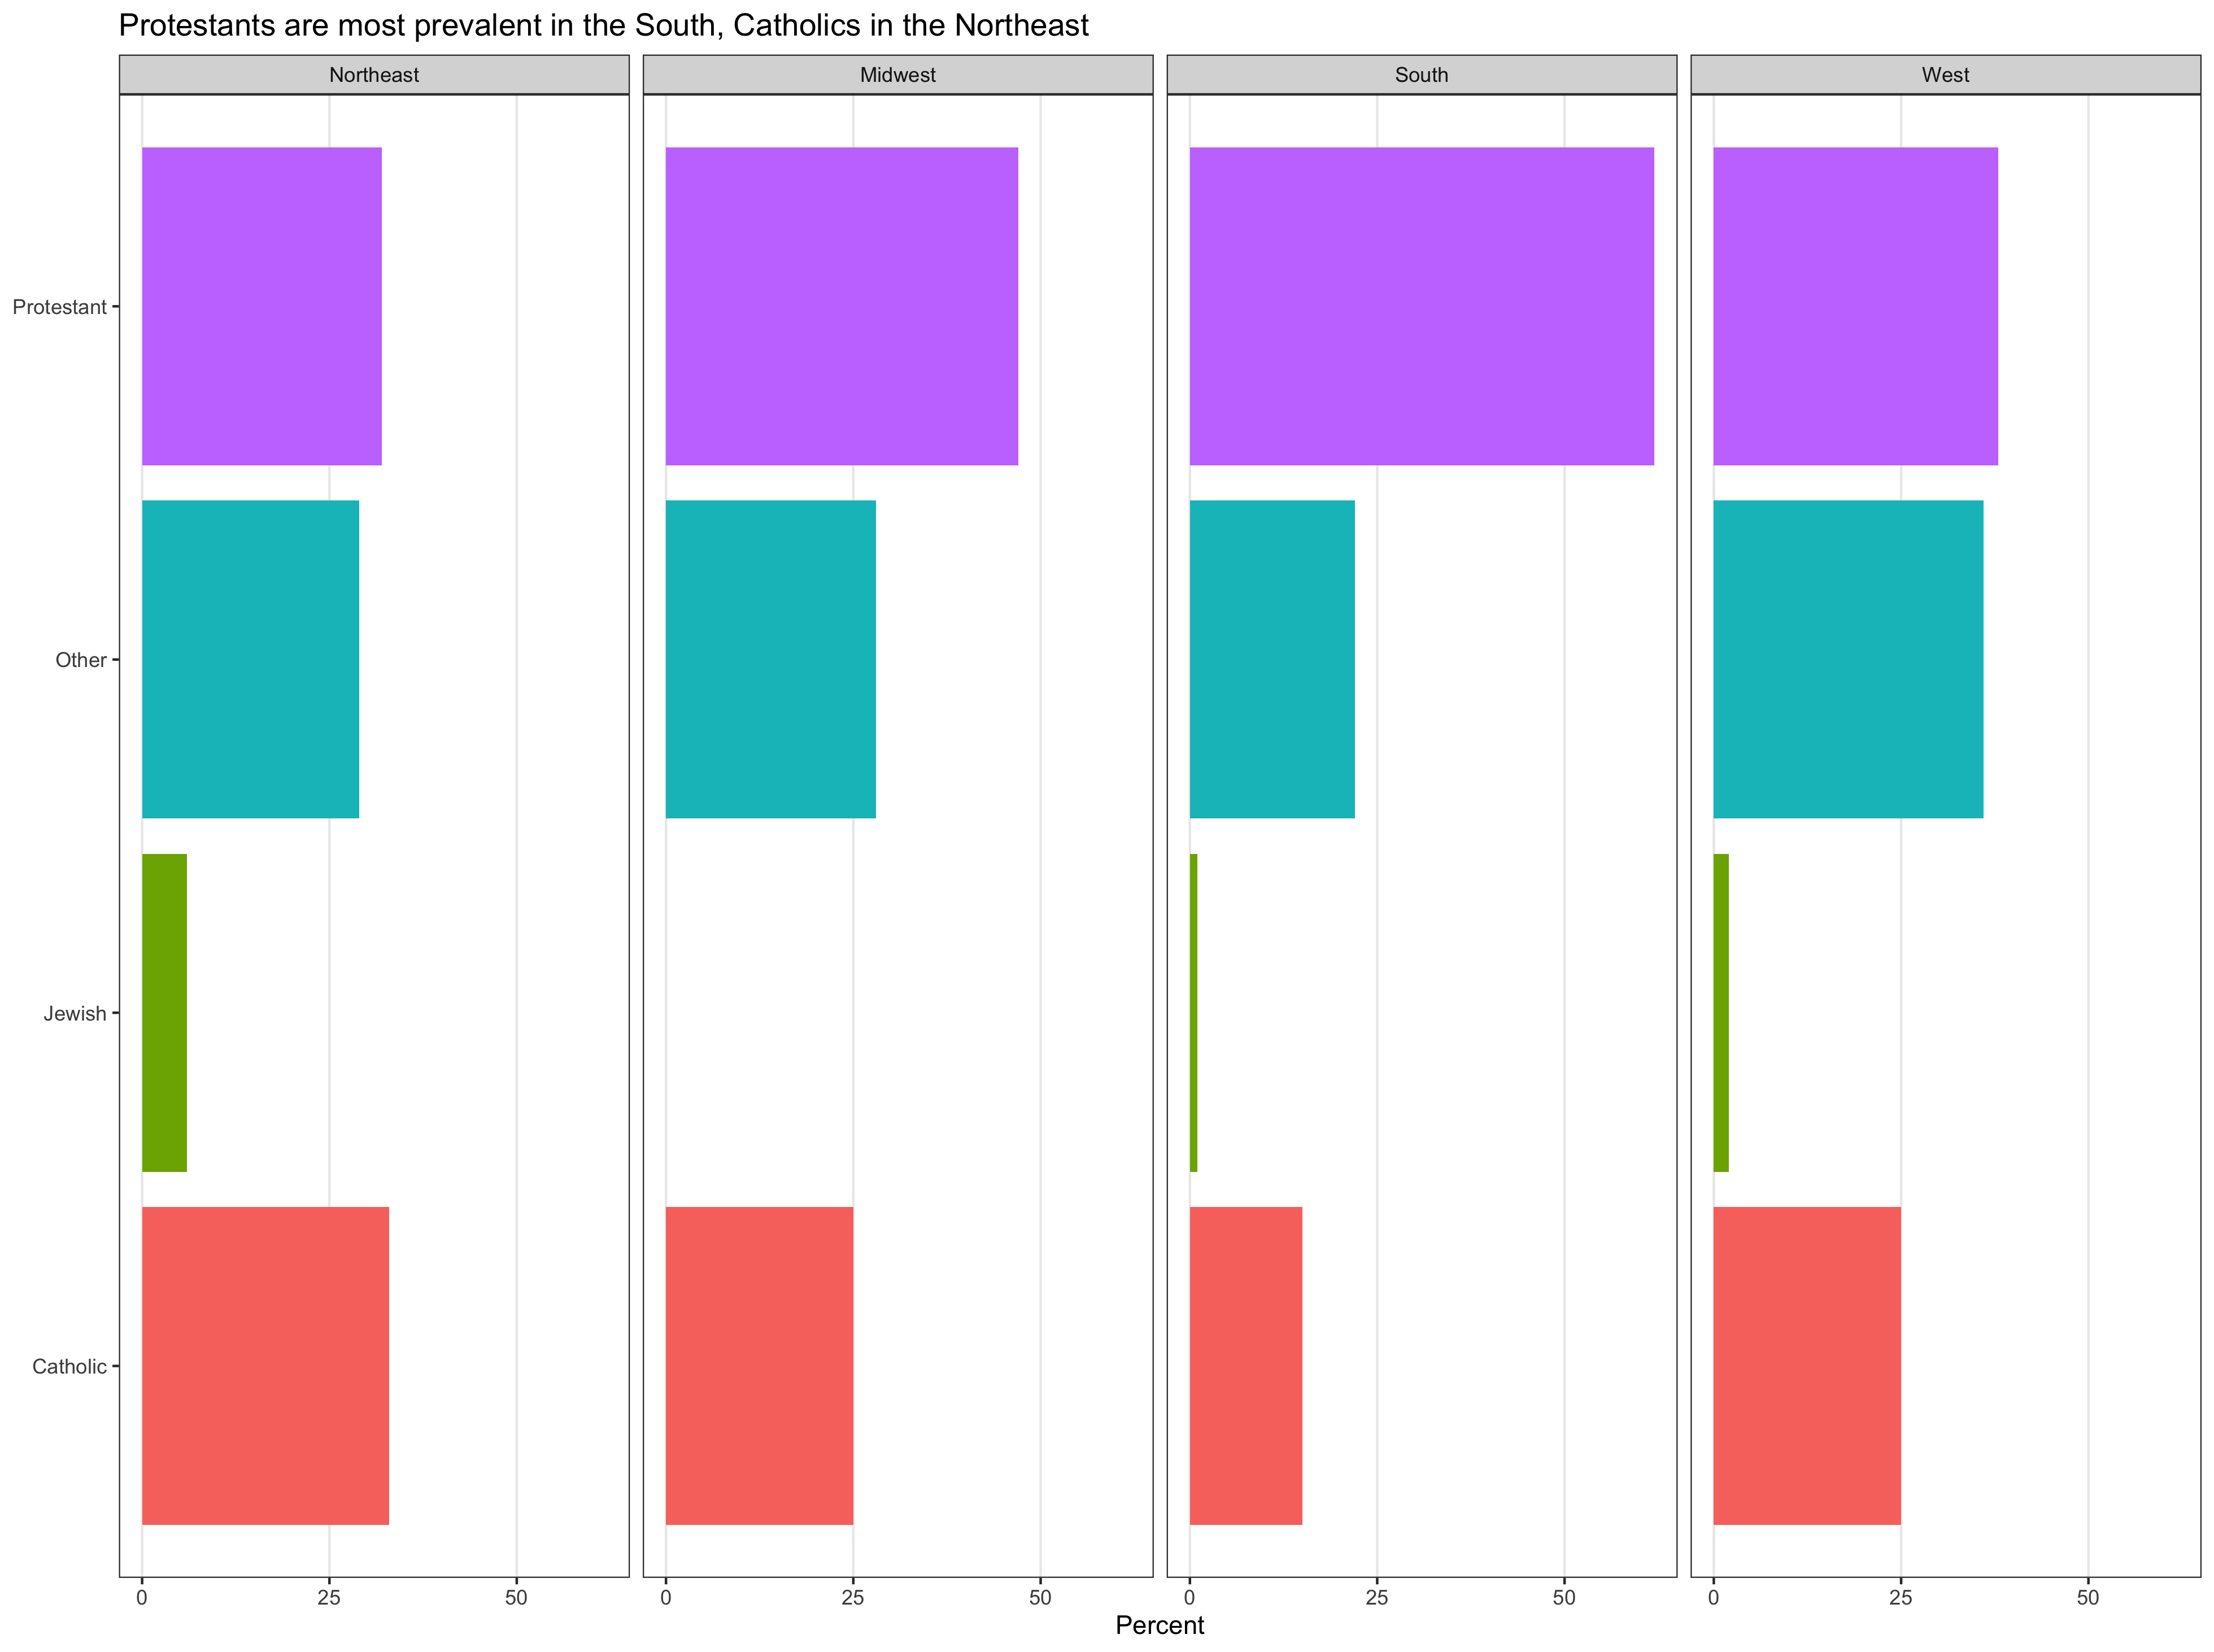 Protestants are most prevalent in the South, Catholics in the Northeast
Northeast
Midwest
South
West
Protestant
Other
Jewish
Catholic
0 25 50
0 25 50
0 25 50
0 25 50
Percent